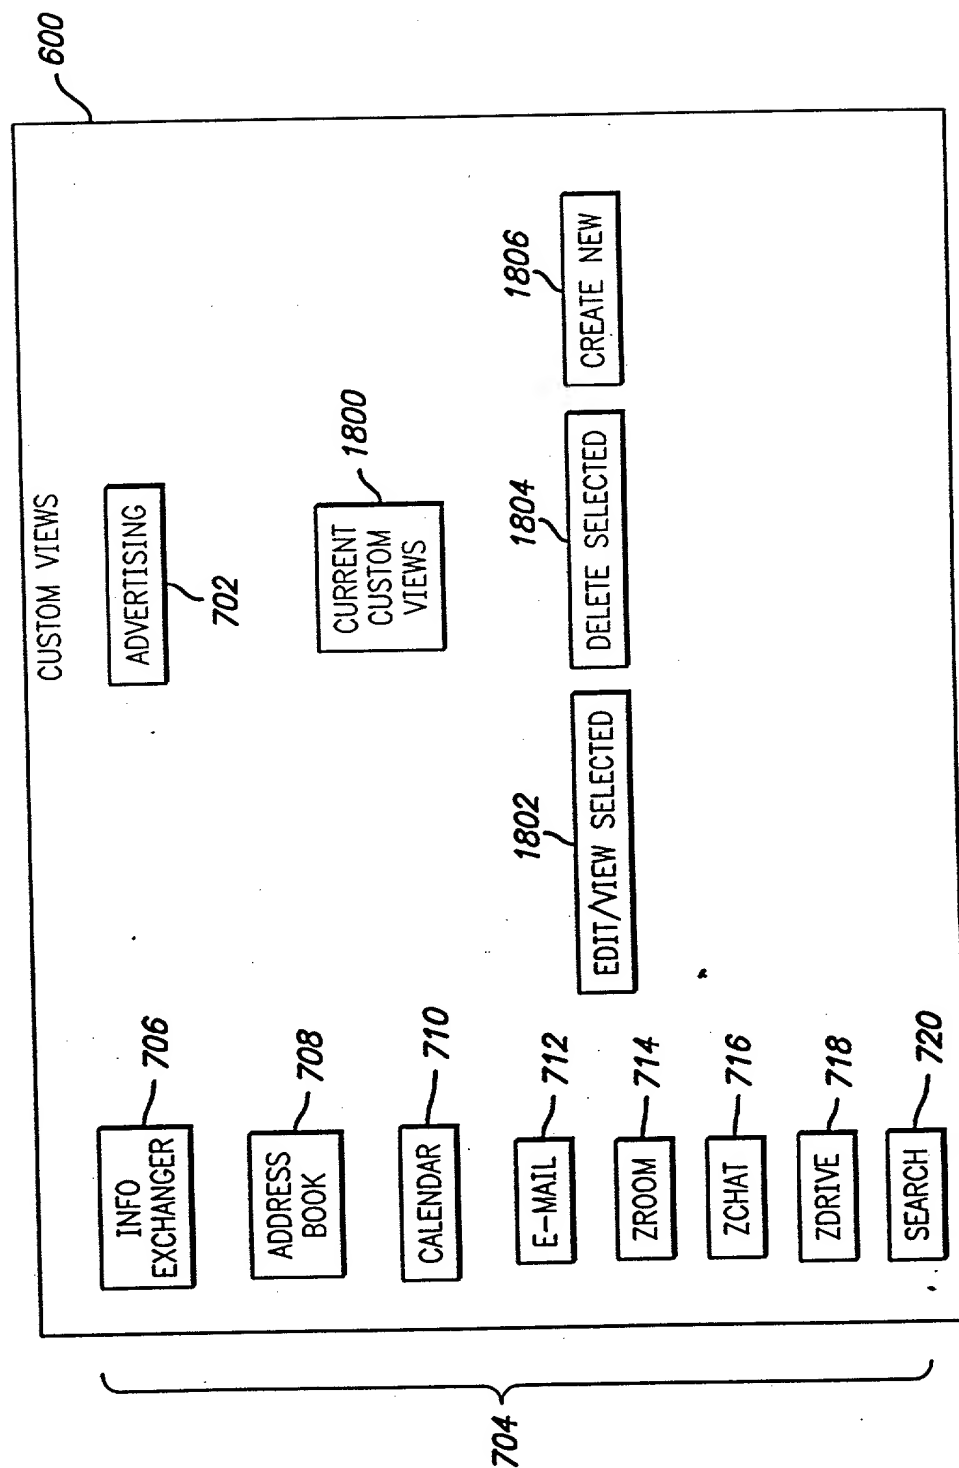 600
CUSTOM VIEWS
ADVERTISING
702
INFO
EXCHANGER
706
ADDRESS
BOOK
708
CURRENT
CUSTOM
VIEWS
1800
CALENDAR
710
E-MAIL
712
ZROOM
714
ZCHAT
716
ZDRIVE
718
SEARCH
720
704
1802
EDIT/VIEW SELECTED
1804
DELETE SELECTED
1806
CREATE NEW